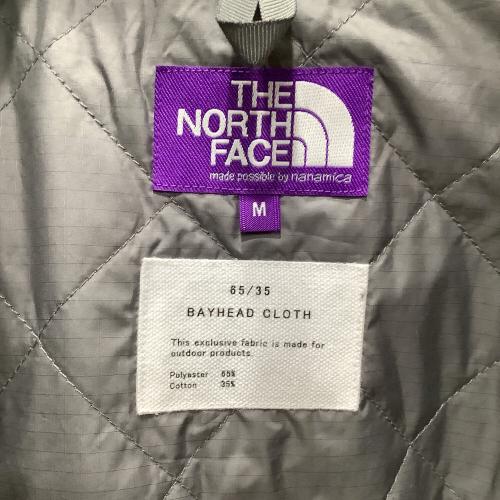 THE
NORTH
FACE
made possible by nanamica
M
65/35
BAYHEAD CLOTH
This exclusive fabric is made for
outdoor products.
Polyester 65%
Cotton 35%